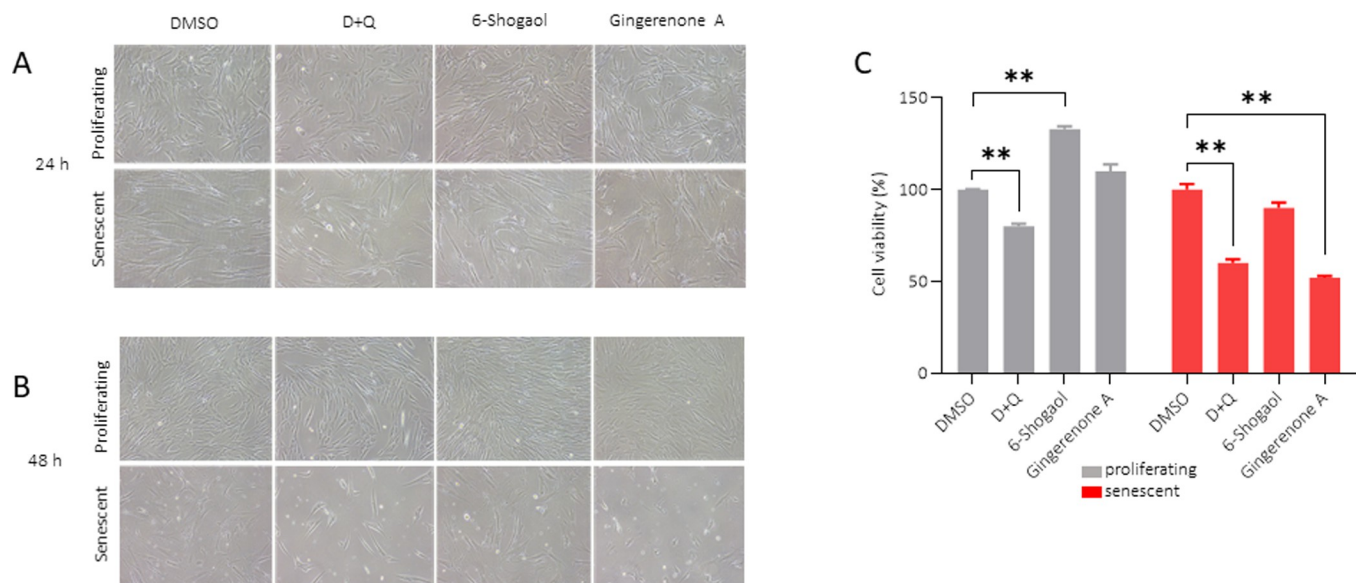 DMSO D+Q 6-Shogaol Gingerenone A
A
Proliferating
24 h
Senescent
B
Proliferating
48 h
Senescent
C
** **
** **
150
100
50
0
Cell viability (%)
DMSO D+Q 6-Shogaol Gingerenone A DMSO D+Q 6-Shogaol Gingerenone A
proliferating
senescent